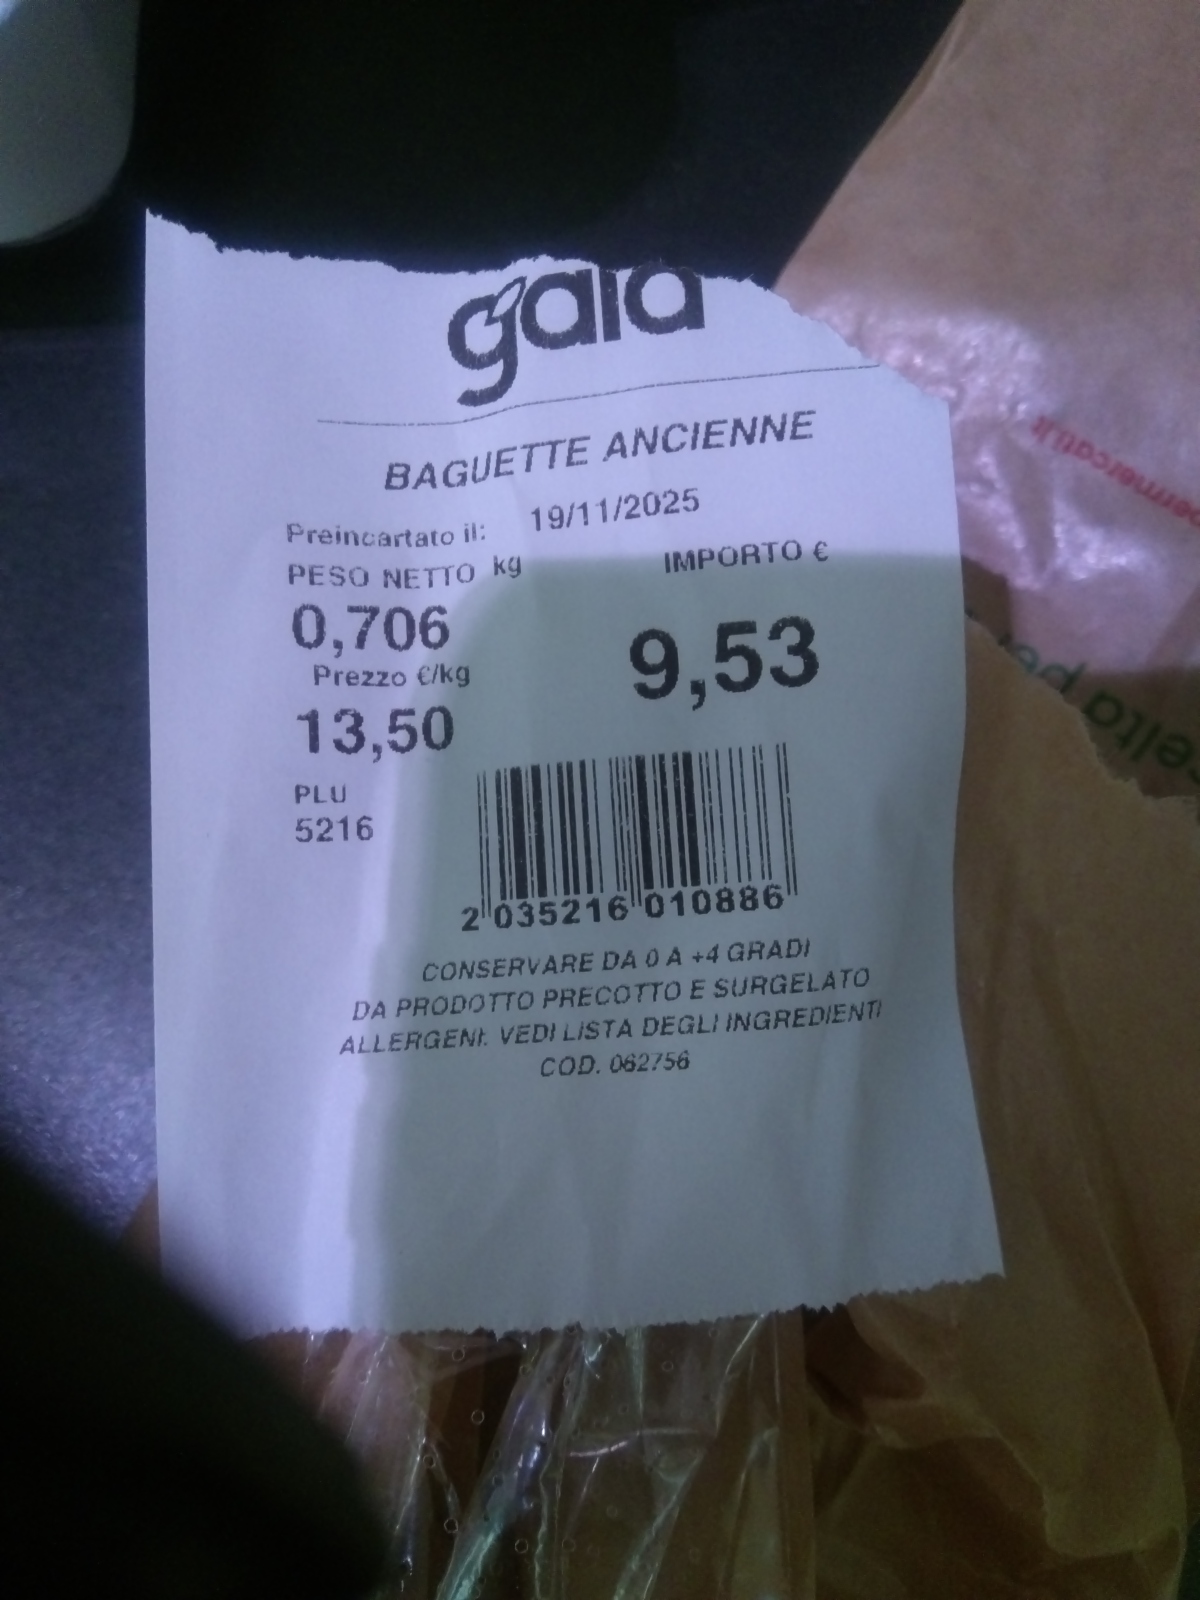 gaia
BAGUETTE ANCIENNE
Preincartato il: 19/11/2025
PESO NETTO kg IMPORTO €
0,706
9,53
Prezzo €/kg
13,50
PLU
5216
2 035216 010886
CONSERVARE DA 0 A +4 GRADI
DA PRODOTTO PRECOTTO E SURGELATO
ALLERGENI: VEDI LISTA DEGLI INGREDIENTI
COD. 062756